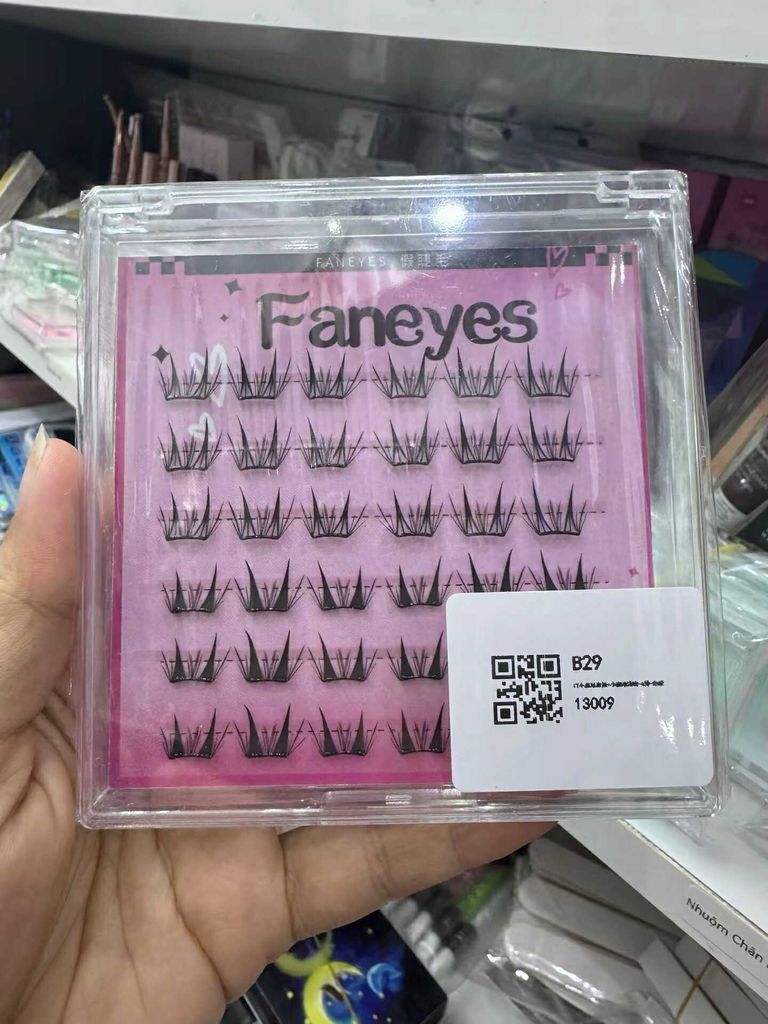 FANEYES 假睫毛
Faneyes
B29
13009
Nhuộm Chân